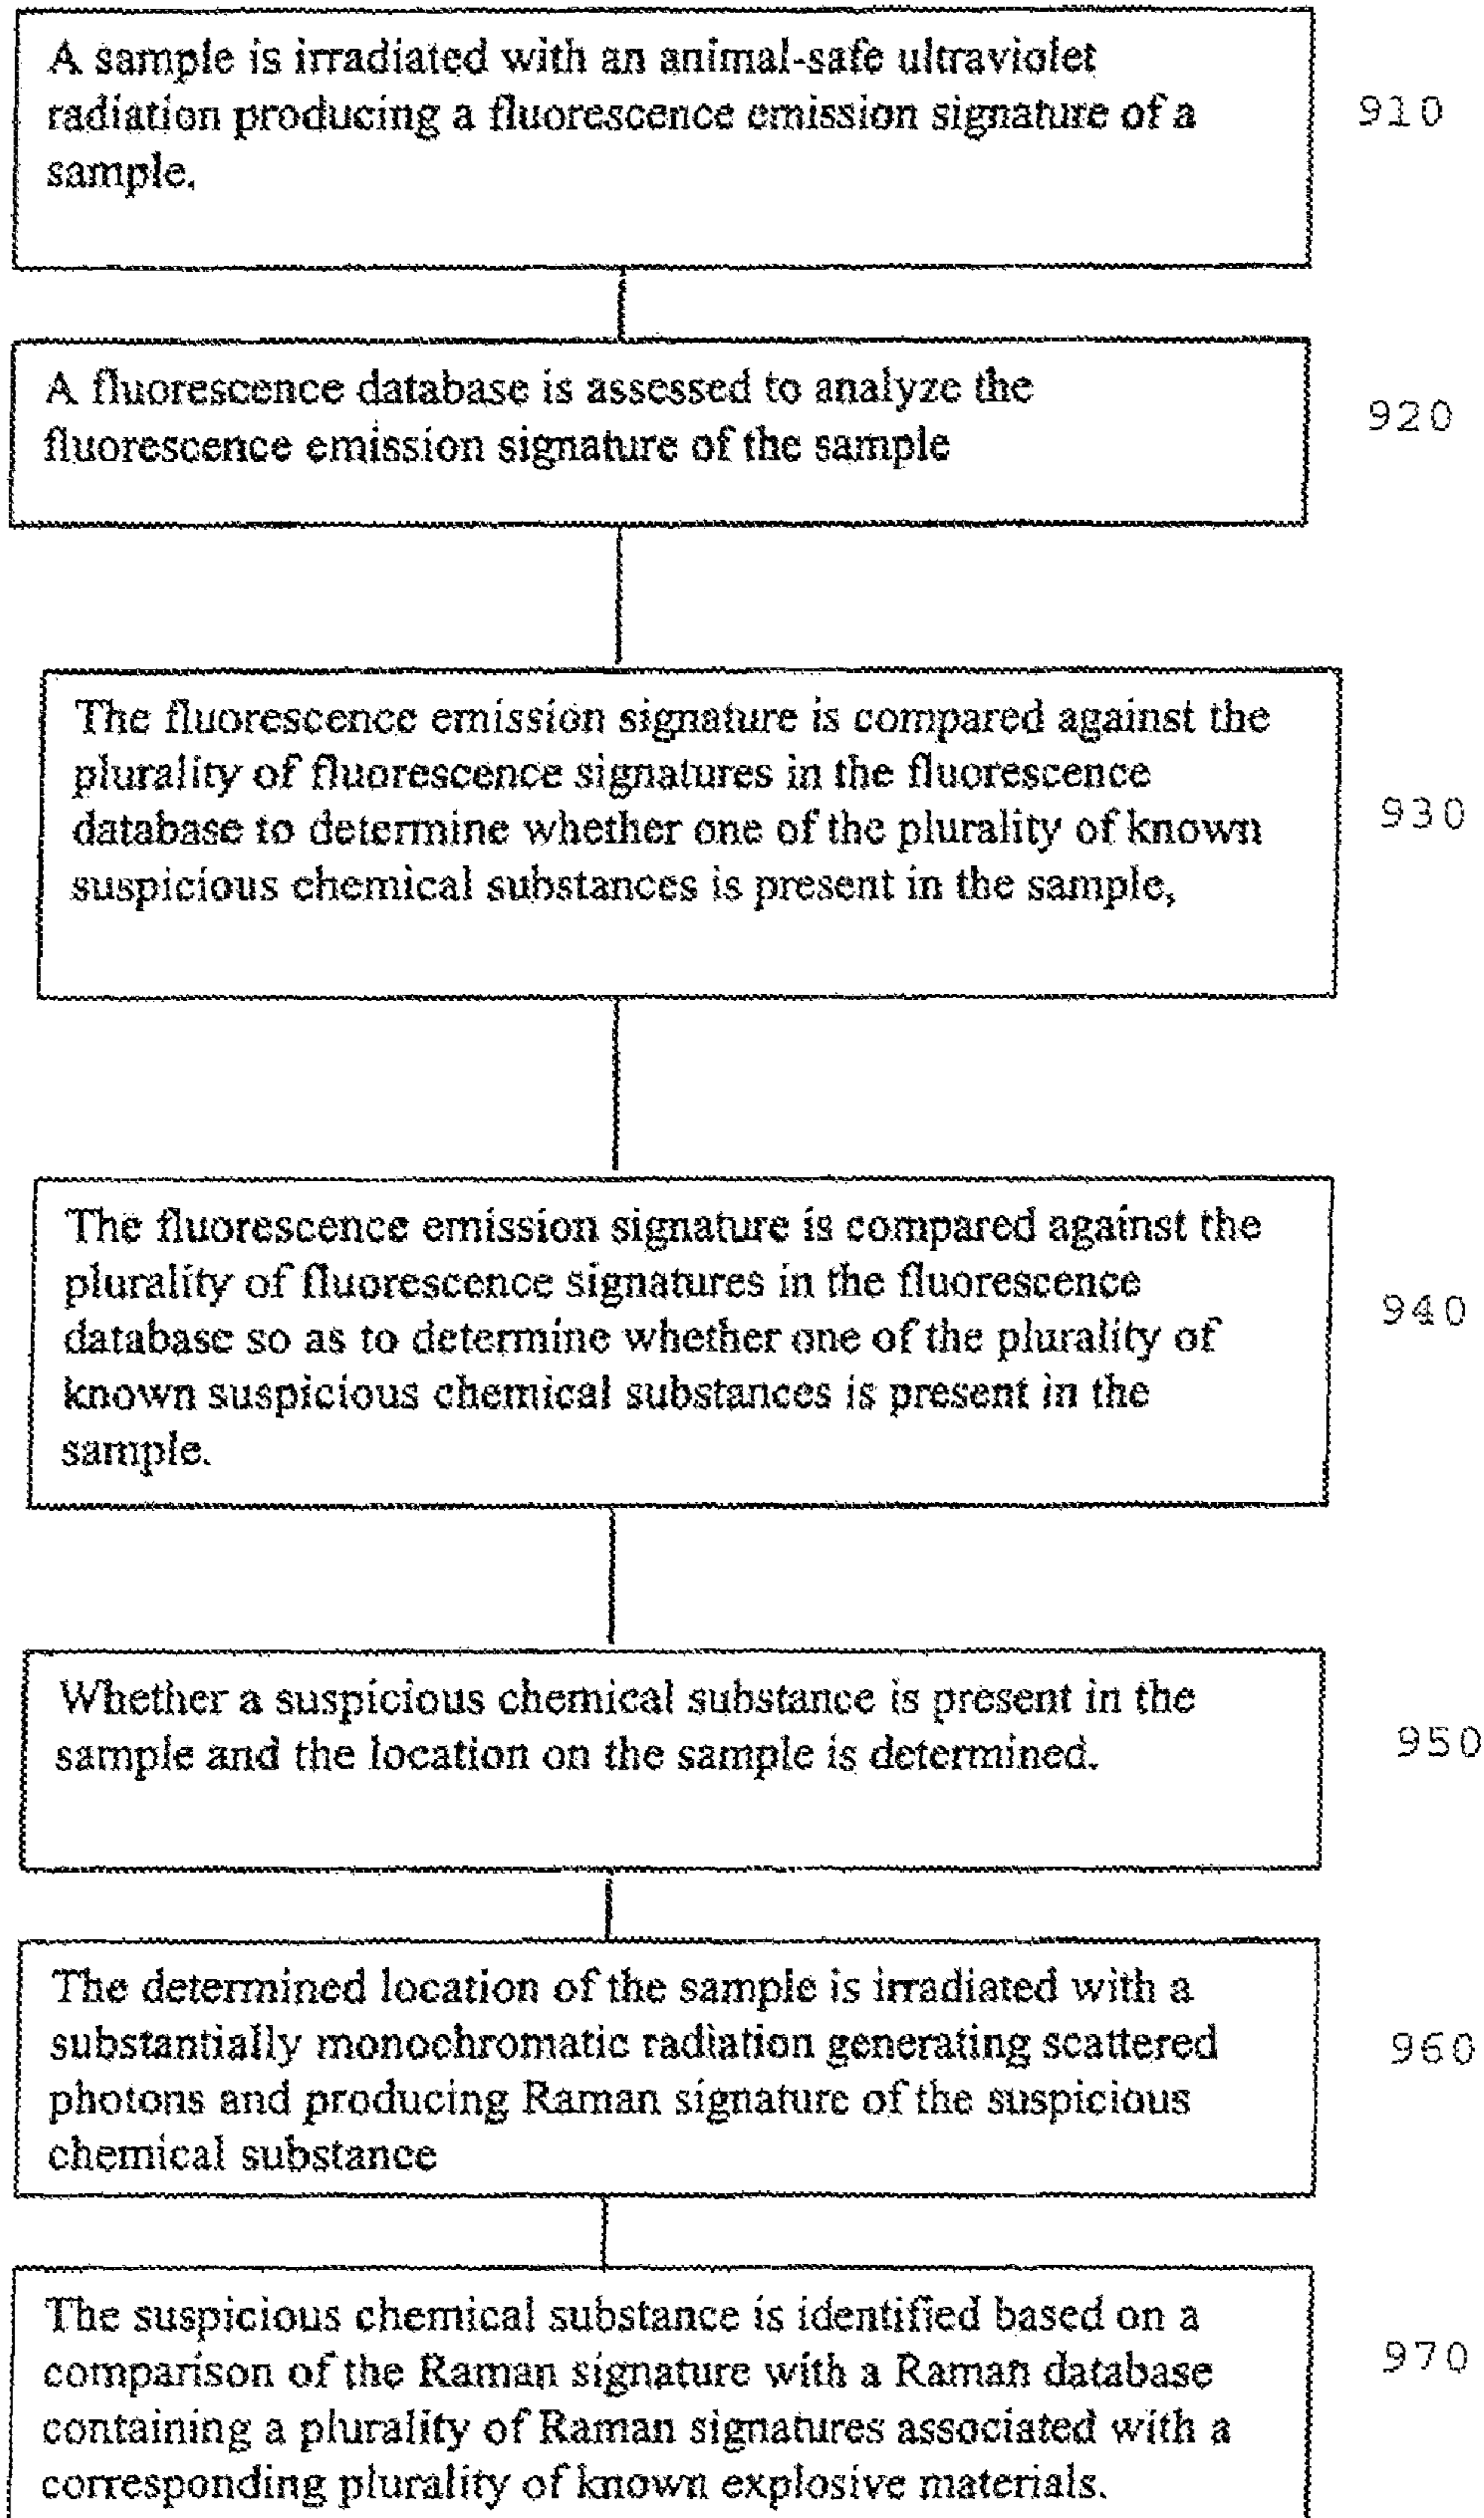 A sample is irradiated with an animal-safe ultraviolet
radiation producing a fluorescence emission signature of a
sample.
910
A fluorescence database is assessed to analyze the
fluorescence emission signature of the sample
920
The fluorescence emission signature is compared against the
plurality of fluorescence signatures in the fluorescence
database to determine whether one of the plurality of known
suspicious chemical substances is present in the sample,
930
The fluorescence emission signature is compared against the
plurality of fluorescence signatures in the fluorescence
database so as to determine whether one of the plurality of
known suspicious chemical substances is present in the
sample.
940
Whether a suspicious chemical substance is present in the
sample and the location on the sample is determined.
950
The determined location of the sample is irradiated with a
substantially monochromatic radiation generating scattered
photons and producing Raman signature of the suspicious
chemical substance
960
The suspicious chemical substance is identified based on a
comparison of the Raman signature with a Raman database
containing a plurality of Raman signatures associated with a
corresponding plurality of known explosive materials.
970